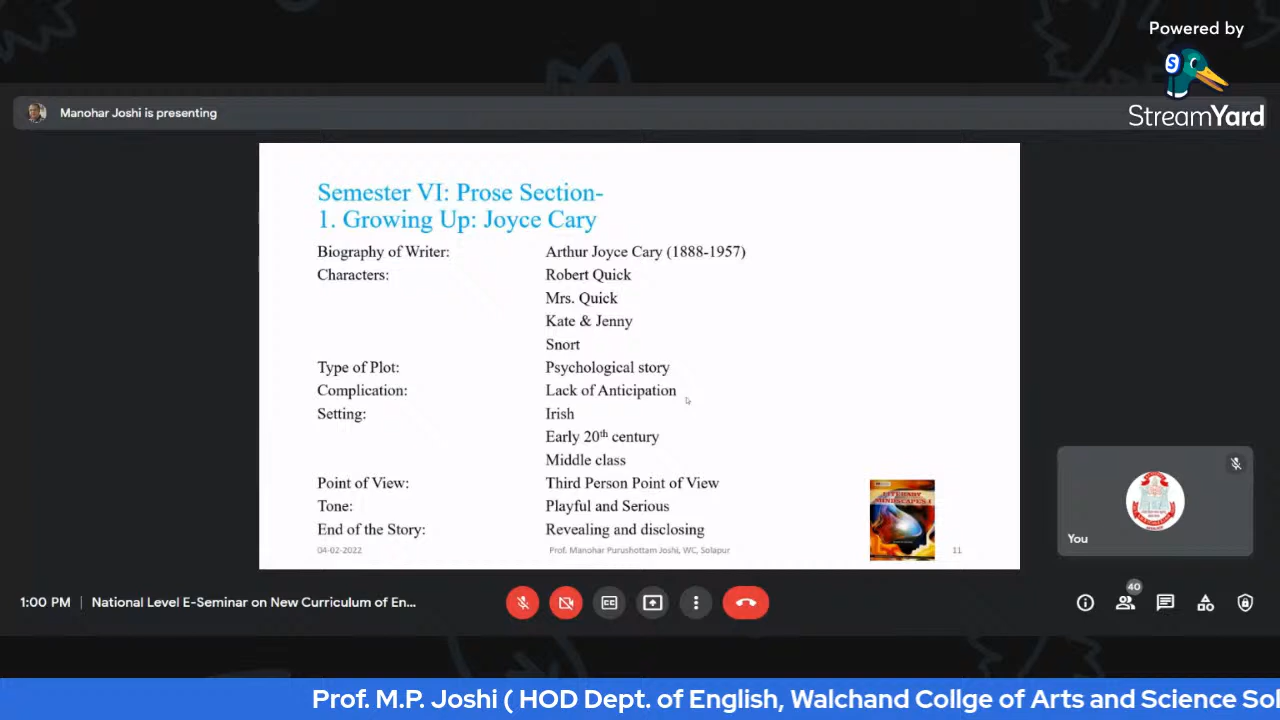 Powered by
StreamYard
Manohar Joshi is presenting
Semester VI: Prose Section-
1. Growing Up: Joyce Cary
Biography of Writer: Arthur Joyce Cary (1888-1957)
Characters: Robert Quick
Mrs. Quick
Kate & Jenny
Snort
Type of Plot: Psychological story
Complication: Lack of Anticipation
Setting: Irish
Early 20th century
Middle class
Point of View: Third Person Point of View
Tone: Playful and Serious
End of the Story: Revealing and disclosing
04-02-2022 Prof. Manohar Purushottam Joshi, WC, Solapur 11
LITERARY
MINDSCAPES-I
You
1:00 PM | National Level E-Seminar on New Curriculum of En...
40
Prof. M.P. Joshi ( HOD Dept. of English, Walchand Collge of Arts and Science Sol